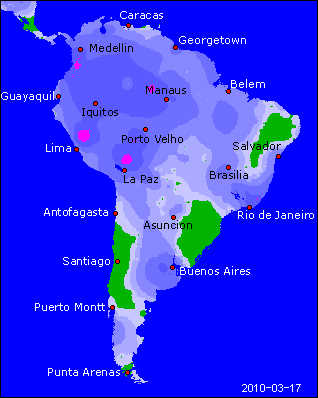 Caracas
Georgetown
Medellin
Belem
Manaus
Guayaquil
Iquitos
Porto Velho
Salvador
Lima
La Paz
Brasilia
Antofagasta
Rio de Janeiro
Asuncion
Santiago
Buenos Aires
Puerto Montt
Punta Arenas
2010-03-17